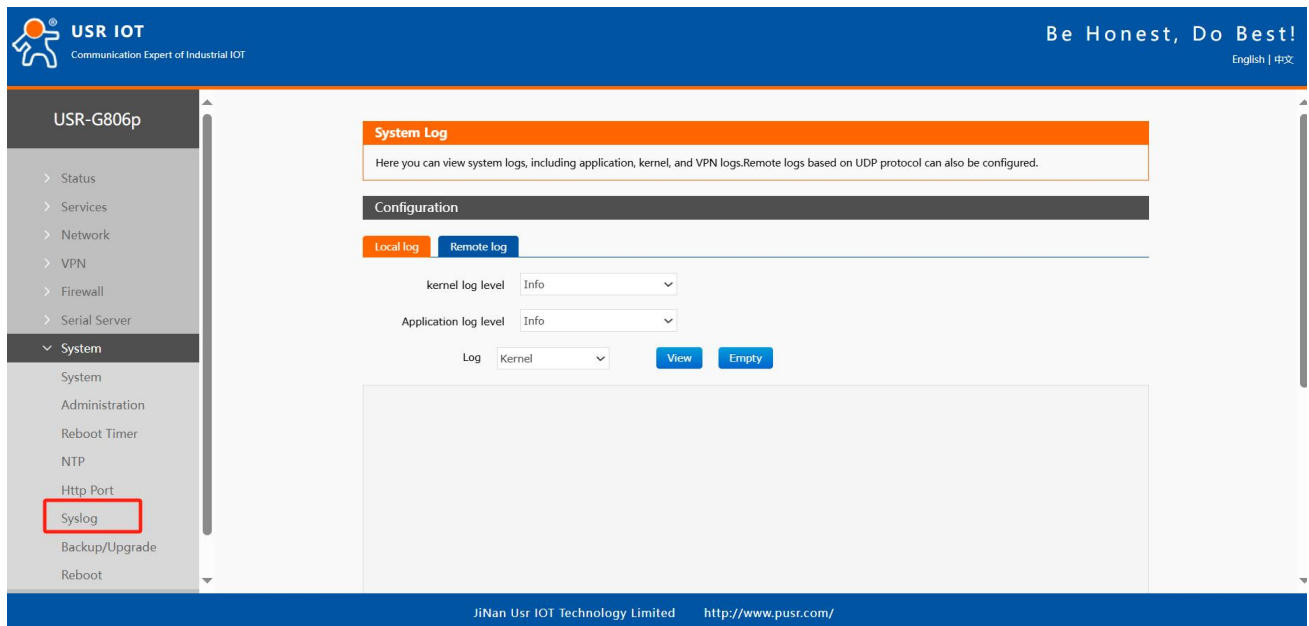 USR IOT
Communication Expert of Industrial IOT
Be Honest, Do Best!
English | 中文
USR-G806p
Status
Services
Network
VPN
Firewall
Serial Server
System
System
Administration
Reboot Timer
NTP
Http Port
Syslog
Backup/Upgrade
Reboot
System Log
Here you can view system logs, including application, kernel, and VPN logs.Remote logs based on UDP protocol can also be configured.
Configuration
Local log Remote log
kernel log level Info
Application log level Info
Log Kernel View Empty
JiNan Usr IOT Technology Limited http://www.pusr.com/